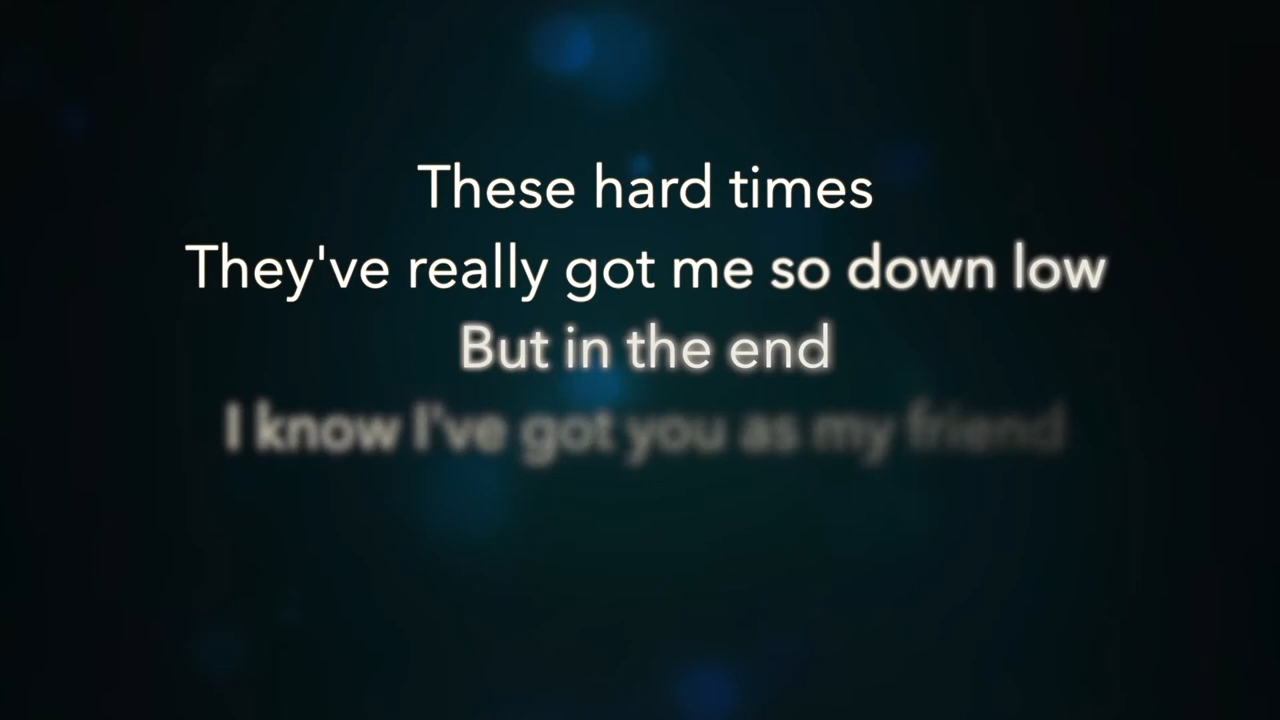 These hard times
They've really got me so down low
But in the end
I know I've got you as my friend